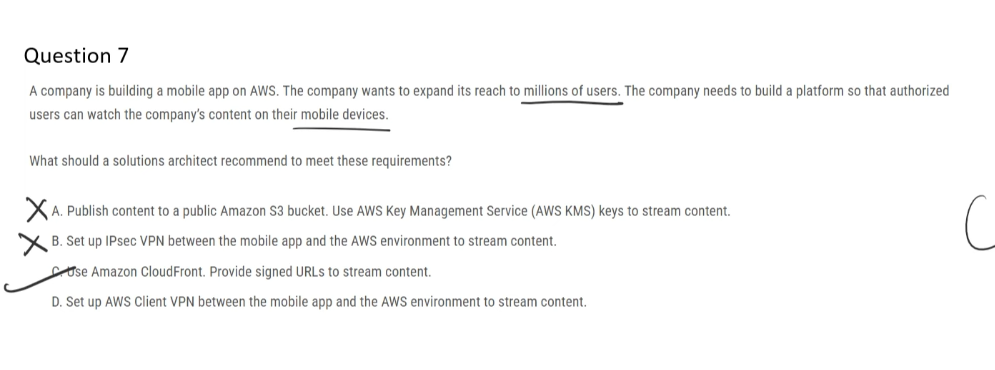 Question 7
A company is building a mobile app on AWS. The company wants to expand its reach to millions of users. The company needs to build a platform so that authorized
users can watch the company's content on their mobile devices.
What should a solutions architect recommend to meet these requirements?
X A. Publish content to a public Amazon S3 bucket. Use AWS Key Management Service (AWS KMS) keys to stream content.
X B. Set up IPsec VPN between the mobile app and the AWS environment to stream content.
C
C. Use Amazon CloudFront. Provide signed URLs to stream content.
D. Set up AWS Client VPN between the mobile app and the AWS environment to stream content.